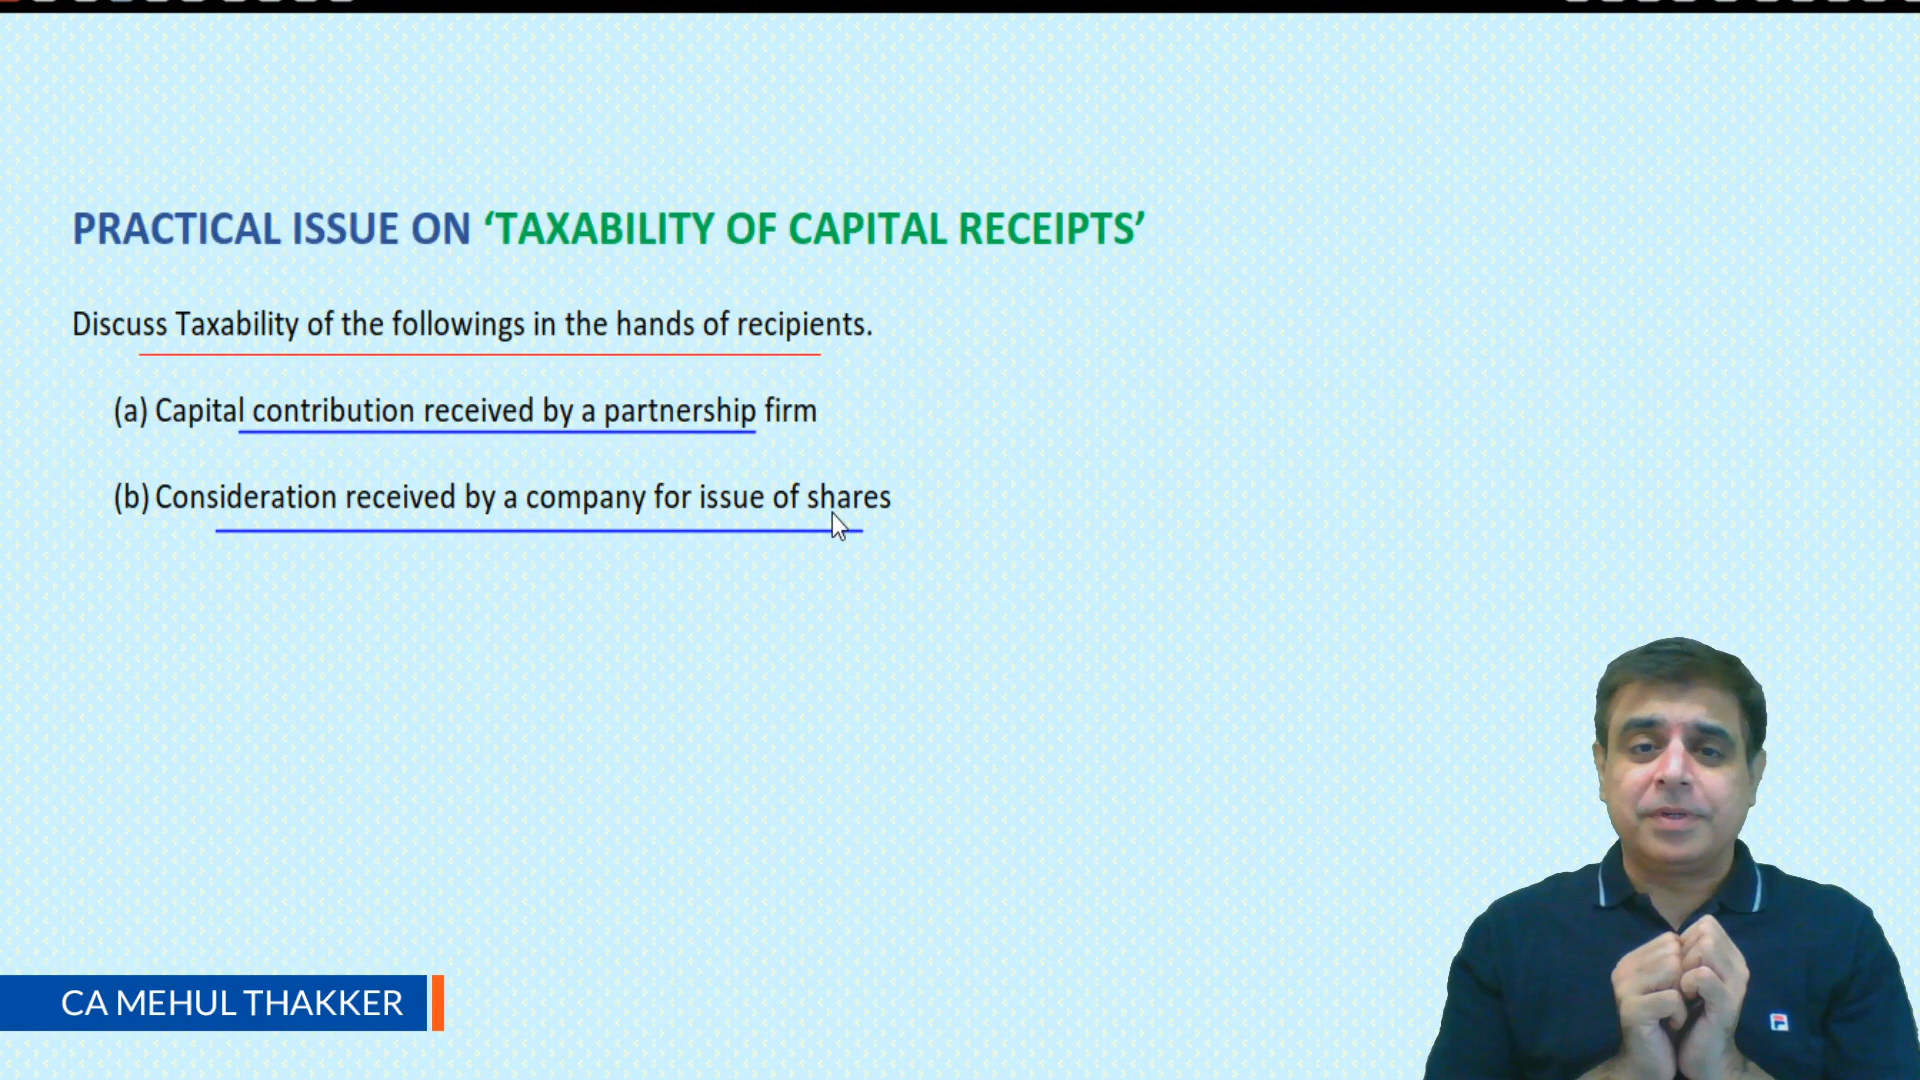 PRACTICAL ISSUE ON ‘TAXABILITY OF CAPITAL RECEIPTS’
Discuss Taxability of the followings in the hands of recipients.
(a) Capital contribution received by a partnership firm
(b) Consideration received by a company for issue of shares
CA MEHUL THAKKER